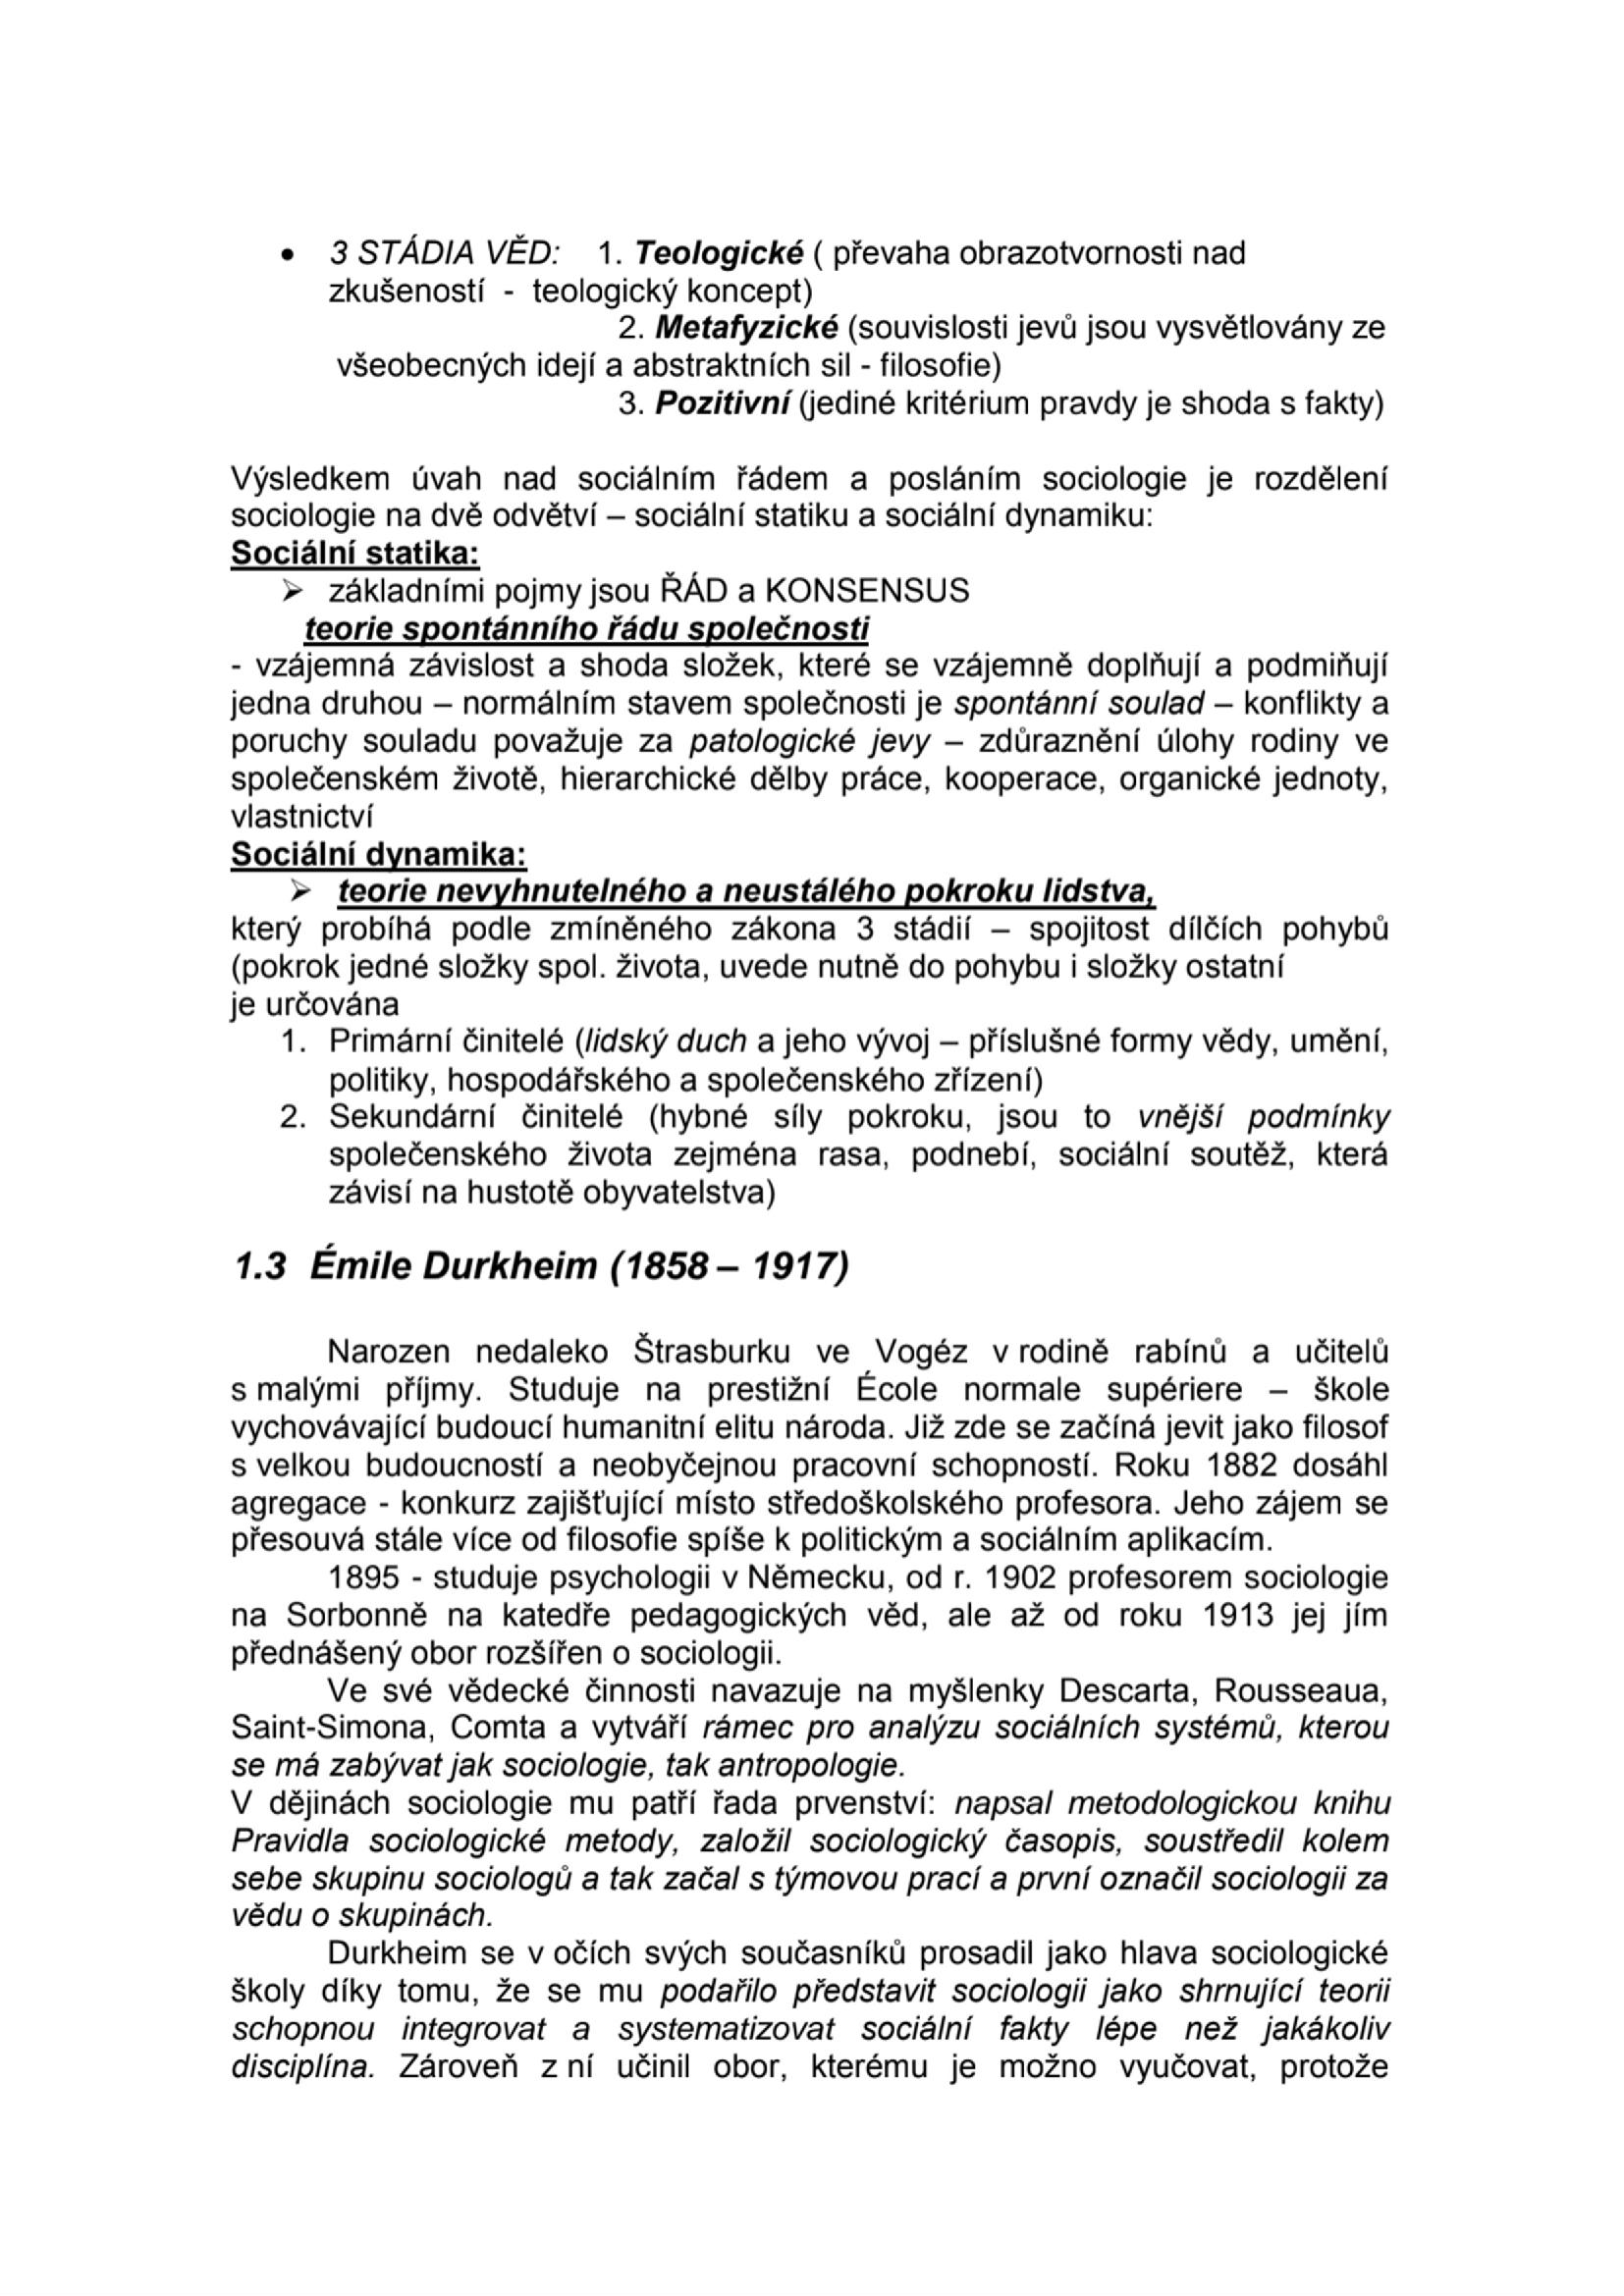 • 3 STÁDIA VĚD: 1. Teologické ( převaha obrazotvornosti nad
zkušeností - teologický koncept)
2. Metafyzické (souvislosti jevů jsou vysvětlovány ze
všeobecných idejí a abstraktních sil - filosofie)
3. Pozitivní (jediné kritérium pravdy je shoda s fakty)
Výsledkem úvah nad sociálním řádem a posláním sociologie je rozdělení
sociologie na dvě odvětví – sociální statiku a sociální dynamiku:
Sociální statika:
➢ základními pojmy jsou ŘÁD a KONSENSUS
teorie spontánního řádu společnosti
- vzájemná závislost a shoda složek, které se vzájemně doplňují a podmiňují
jedna druhou – normálním stavem společnosti je spontánní soulad – konflikty a
poruchy souladu považuje za patologické jevy – zdůraznění úlohy rodiny ve
společenském životě, hierarchické dělby práce, kooperace, organické jednoty,
vlastnictví
Sociální dynamika:
➢ teorie nevyhnutelného a neustálého pokroku lidstva,
který probíhá podle zmíněného zákona 3 stádií – spojitost dílčích pohybů
(pokrok jedné složky spol. života, uvede nutně do pohybu i složky ostatní
je určována
1. Primární činitelé (lidský duch a jeho vývoj – příslušné formy vědy, umění,
politiky, hospodářského a společenského zřízení)
2. Sekundární činitelé (hybné síly pokroku, jsou to vnější podmínky
společenského života zejména rasa, podnebí, sociální soutěž, která
závisí na hustotě obyvatelstva)
1.3 Émile Durkheim (1858 – 1917)
Narozen nedaleko Štrasburku ve Vogéz v rodině rabínů a učitelů
s malými příjmy. Studuje na prestižní École normale supériere – škole
vychovávající budoucí humanitní elitu národa. Již zde se začíná jevit jako filosof
s velkou budoucností a neobyčejnou pracovní schopností. Roku 1882 dosáhl
agregace - konkurz zajišťující místo středoškolského profesora. Jeho zájem se
přesouvá stále více od filosofie spíše k politickým a sociálním aplikacím.
1895 - studuje psychologii v Německu, od r. 1902 profesorem sociologie
na Sorbonně na katedře pedagogických věd, ale až od roku 1913 jej jím
přednášený obor rozšířen o sociologii.
Ve své vědecké činnosti navazuje na myšlenky Descarta, Rousseaua,
Saint-Simona, Comta a vytváří rámec pro analýzu sociálních systémů, kterou
se má zabývat jak sociologie, tak antropologie.
V dějinách sociologie mu patří řada prvenství: napsal metodologickou knihu
Pravidla sociologické metody, založil sociologický časopis, soustředil kolem
sebe skupinu sociologů a tak začal s týmovou prací a první označil sociologii za
vědu o skupinách.
Durkheim se v očích svých současníků prosadil jako hlava sociologické
školy díky tomu, že se mu podařilo představit sociologii jako shrnující teorii
schopnou integrovat a systematizovat sociální fakty lépe než jakákoliv
disciplína. Zároveň z ní učinil obor, kterému je možno vyučovat, protože